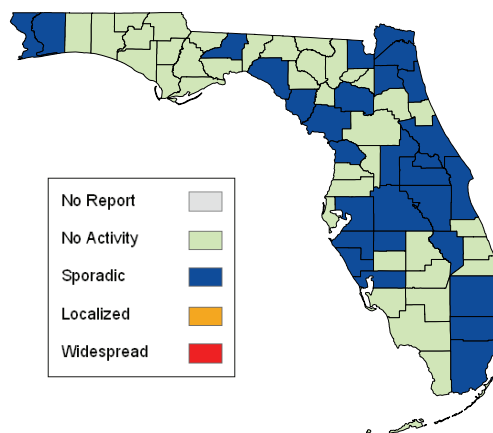 No Report
No Activity
Sporadic
Localized
Widespread